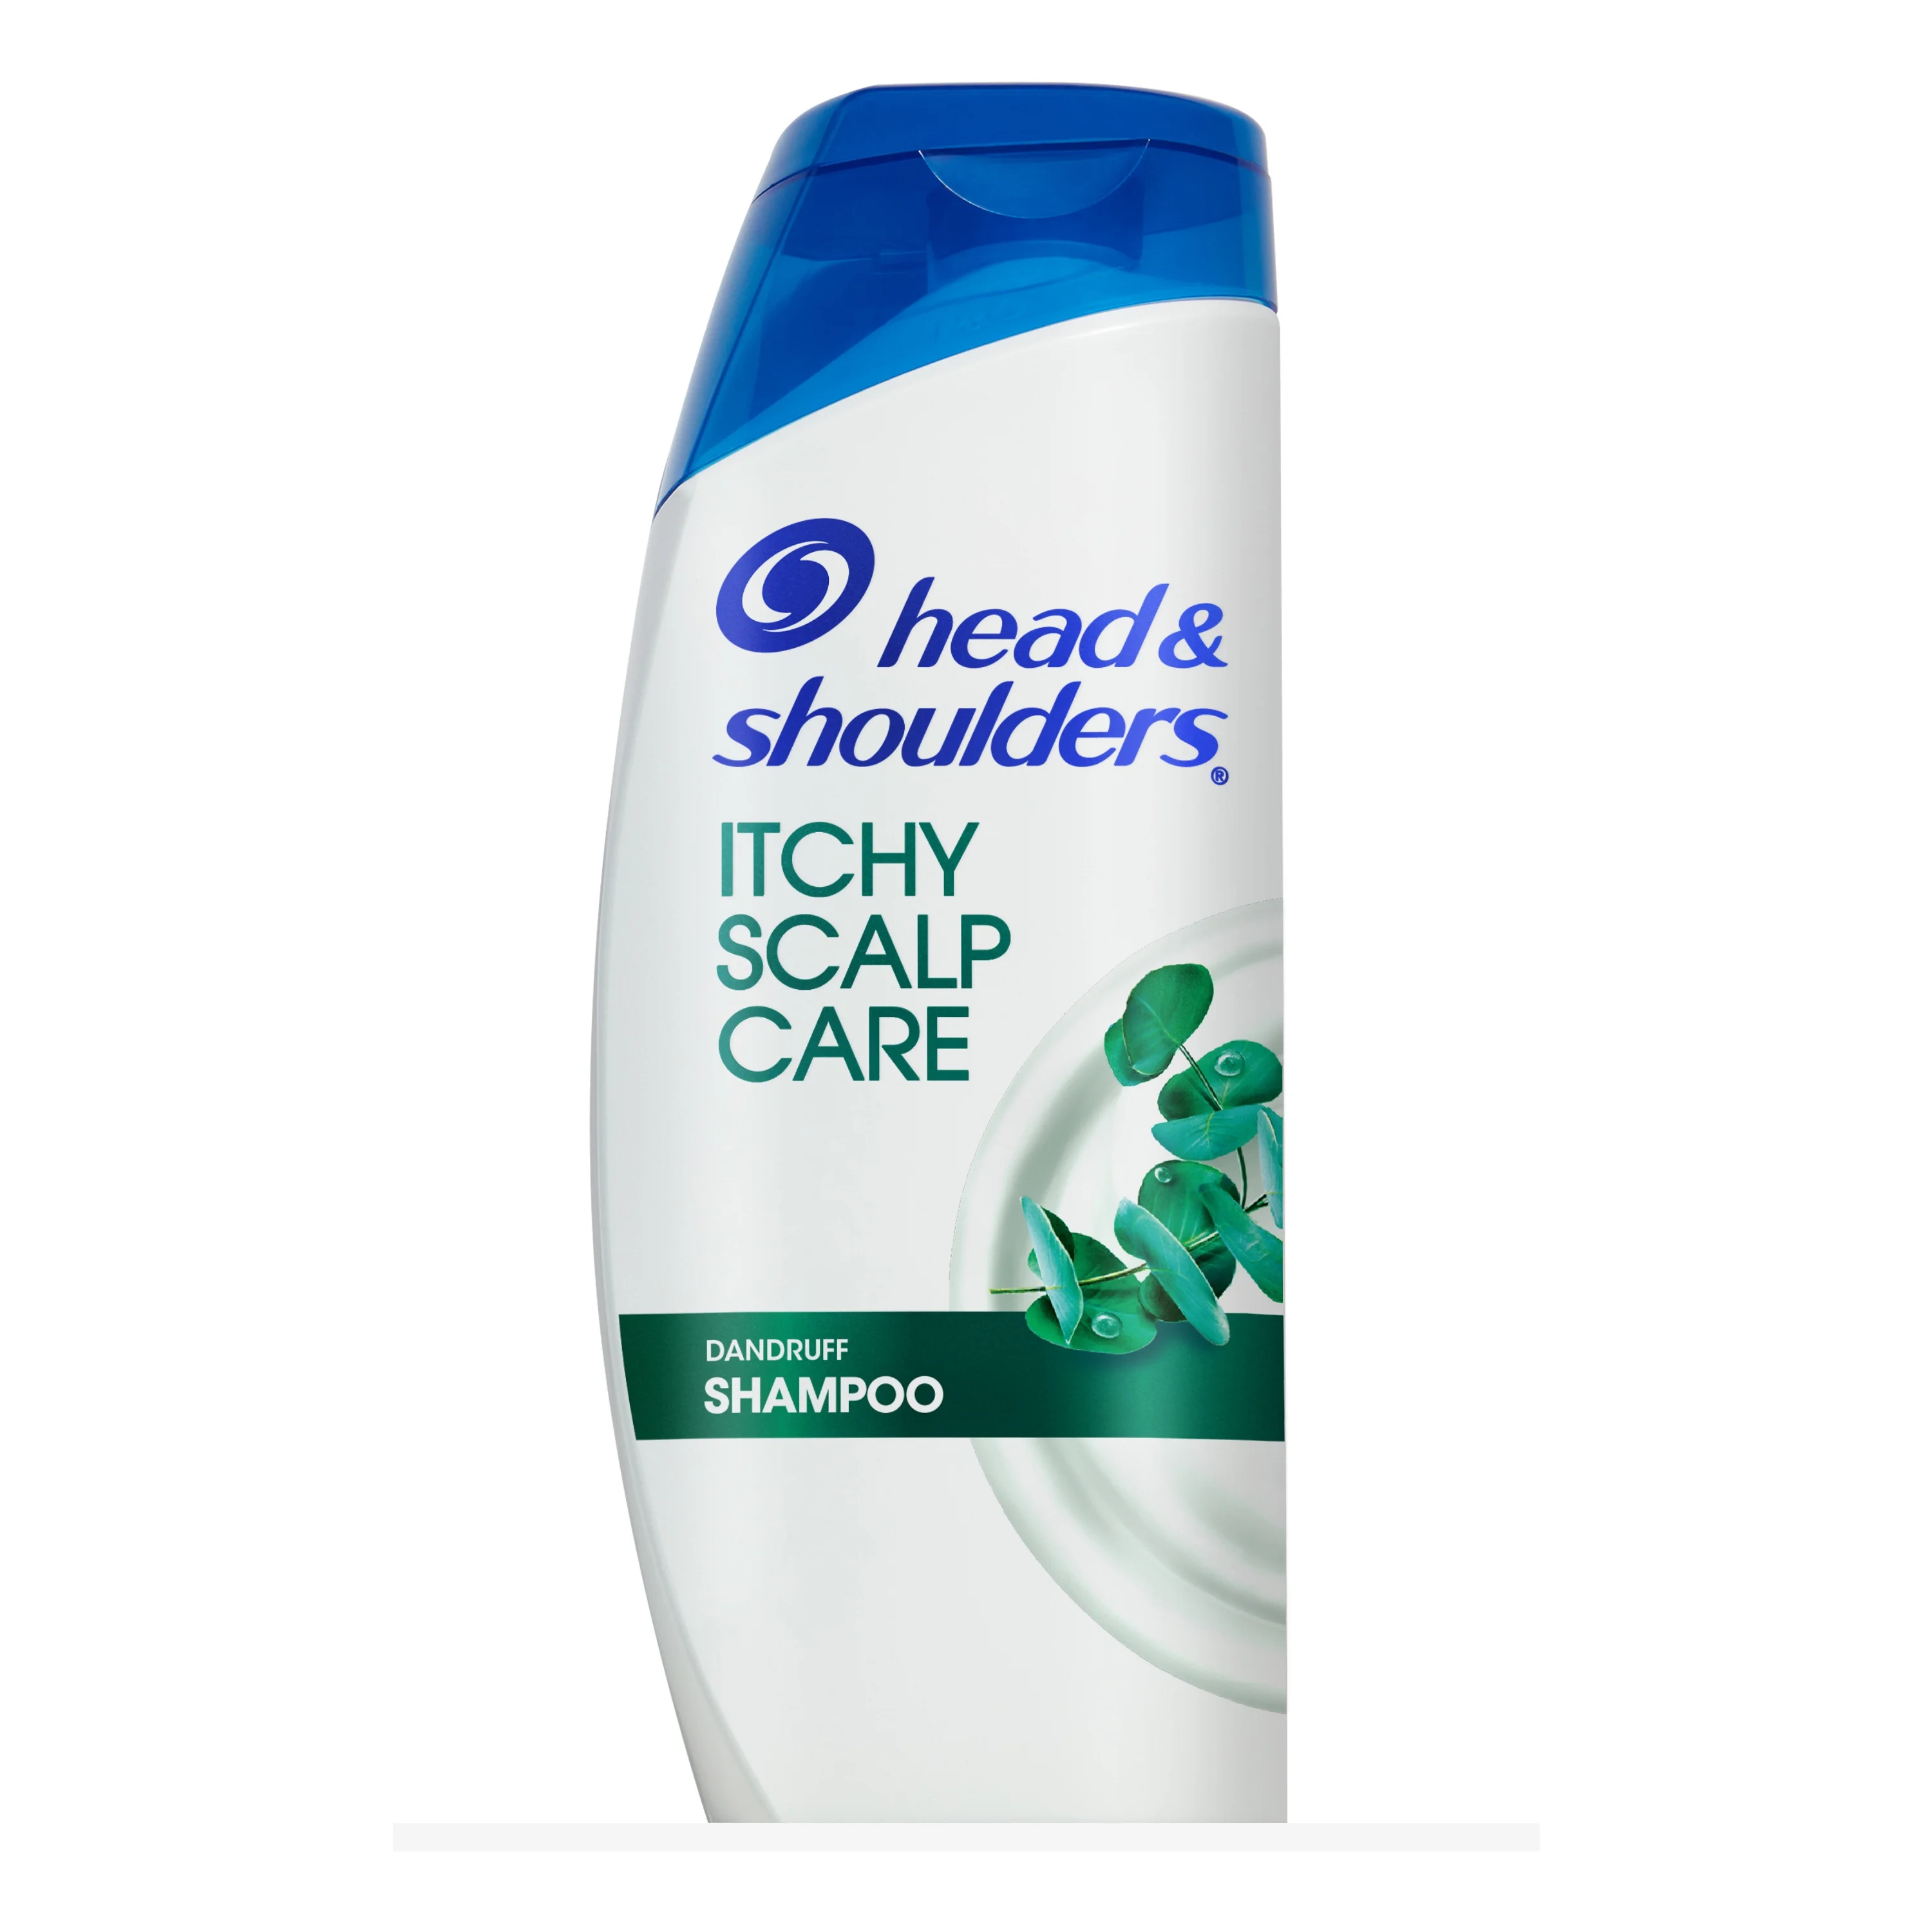 head &
shoulders®
ITCHY
SCALP
CARE
DANDRUFF
SHAMPOO